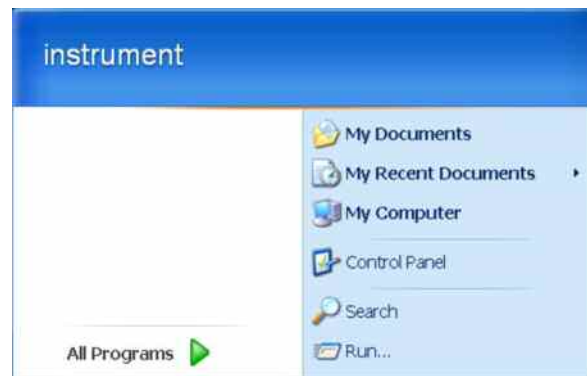 instrument
My Documents
My Recent Documents
My Computer
Control Panel
Search
All Programs
Run...